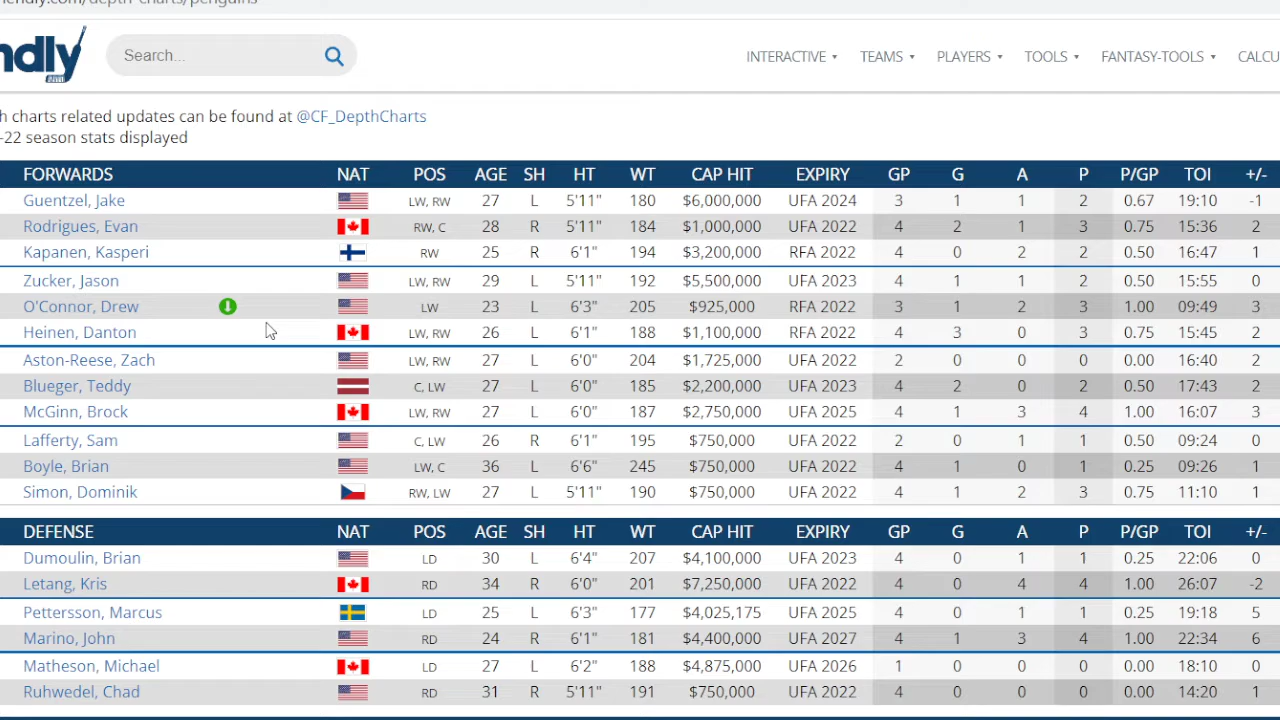 endly.com/depth-charts/penguins
ndly
Search...
INTERACTIVE ▾ TEAMS ▾ PLAYERS ▾ TOOLS ▾ FANTASY-TOOLS ▾ CALCU
h charts related updates can be found at @CF_DepthCharts
-22 season stats displayed
FORWARDS NAT POS AGE SH HT WT CAP HIT EXPIRY GP G A P P/GP TOI +/-
Guentzel, Jake LW, RW 27 L 5'11" 180 $6,000,000 UFA 2024 3 1 1 2 0.67 19:10 -1
Rodrigues, Evan RW, C 28 R 5'11" 184 $1,000,000 UFA 2022 4 2 1 3 0.75 15:36 2
Kapanen, Kasperi RW 25 R 6'1" 194 $3,200,000 RFA 2022 4 0 2 2 0.50 16:47 1
Zucker, Jason LW, RW 29 L 5'11" 192 $5,500,000 UFA 2023 4 1 1 2 0.50 15:55 0
O'Connor, Drew LW 23 L 6'3" 205 $925,000 RFA 2022 3 1 2 3 1.00 09:49 3
Heinen, Danton LW, RW 26 L 6'1" 188 $1,100,000 RFA 2022 4 3 0 3 0.75 15:45 2
Aston-Reese, Zach LW, RW 27 L 6'0" 204 $1,725,000 UFA 2022 2 0 0 0 0.00 16:40 2
Blueger, Teddy C, LW 27 L 6'0" 185 $2,200,000 UFA 2023 4 2 0 2 0.50 17:43 2
McGinn, Brock LW, RW 27 L 6'0" 187 $2,750,000 UFA 2025 4 1 3 4 1.00 16:07 3
Lafferty, Sam C, LW 26 R 6'1" 195 $750,000 UFA 2022 2 0 1 1 0.50 09:24 0
Boyle, Brian LW, C 36 L 6'6" 245 $750,000 UFA 2022 4 1 0 1 0.25 09:26 1
Simon, Dominik RW, LW 27 L 5'11" 190 $750,000 UFA 2022 4 1 2 3 0.75 11:10 1
DEFENSE NAT POS AGE SH HT WT CAP HIT EXPIRY GP G A P P/GP TOI +/-
Dumoulin, Brian LD 30 L 6'4" 207 $4,100,000 UFA 2023 4 0 1 1 0.25 22:06 0
Letang, Kris RD 34 R 6'0" 201 $7,250,000 UFA 2022 4 0 4 4 1.00 26:07 -2
Pettersson, Marcus LD 25 L 6'3" 177 $4,025,175 UFA 2025 4 0 1 1 0.25 19:18 5
Marino, John RD 24 R 6'1" 181 $4,400,000 UFA 2027 4 1 3 4 1.00 22:34 6
Matheson, Michael LD 27 L 6'2" 188 $4,875,000 UFA 2026 1 0 0 0 0.00 18:10 0
Ruhwedel, Chad RD 31 R 5'11" 191 $750,000 UFA 2022 4 0 0 0 0.00 14:20 1